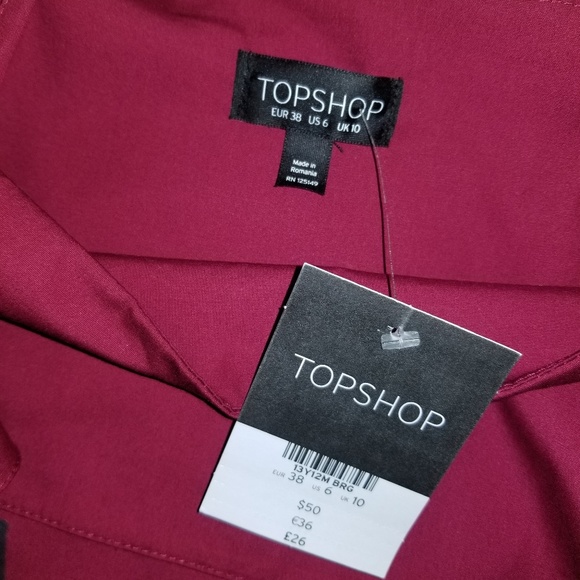 TOPSHOP
EUR 38 US 6 UK 10
Made in
Romania
RN 125149
TOPSHOP
13Y12M BRG
EUR 38 US 6 UK 10
$50
€36
£26